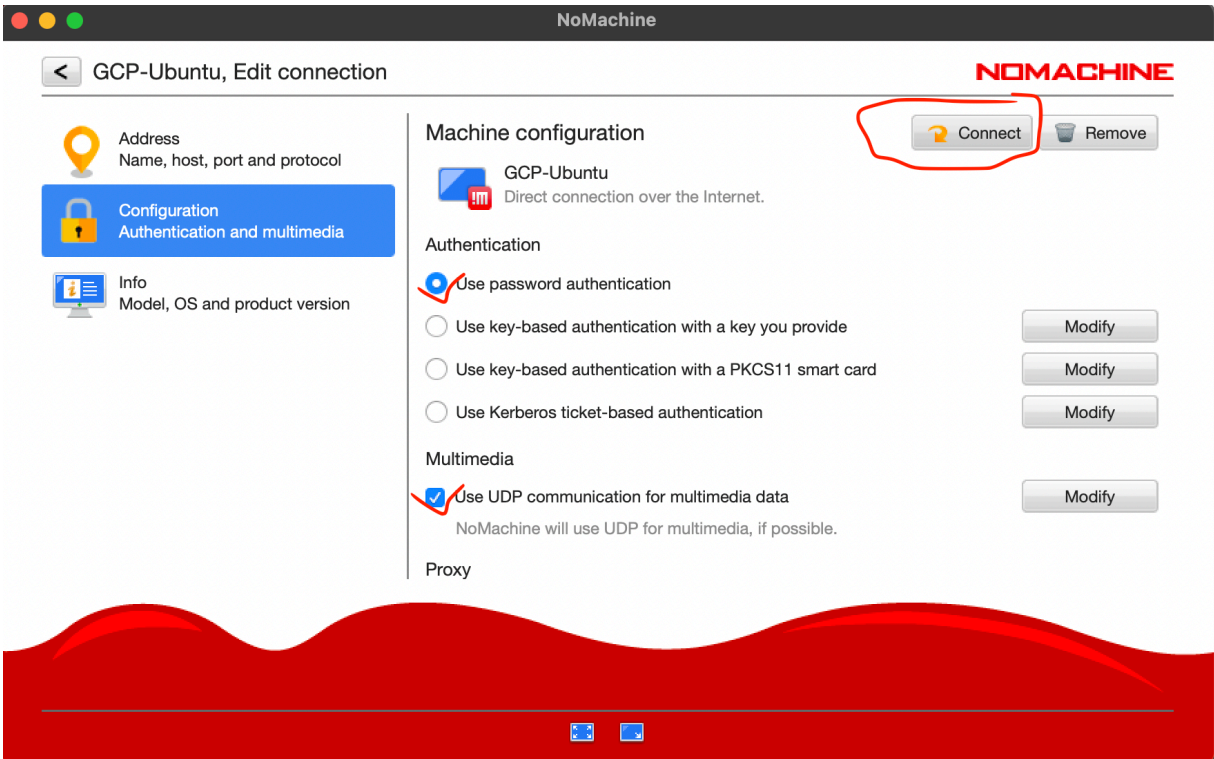 NoMachine
GCP-Ubuntu, Edit connection
NOMACHINE
Address
Name, host, port and protocol
Configuration
Authentication and multimedia
Info
Model, OS and product version
Machine configuration
Connect
Remove
GCP-Ubuntu
!m
Direct connection over the Internet.
Authentication
Use password authentication
Use key-based authentication with a key you provide
Modify
Use key-based authentication with a PKCS11 smart card
Modify
Use Kerberos ticket-based authentication
Modify
Multimedia
Use UDP communication for multimedia data
Modify
NoMachine will use UDP for multimedia, if possible.
Proxy